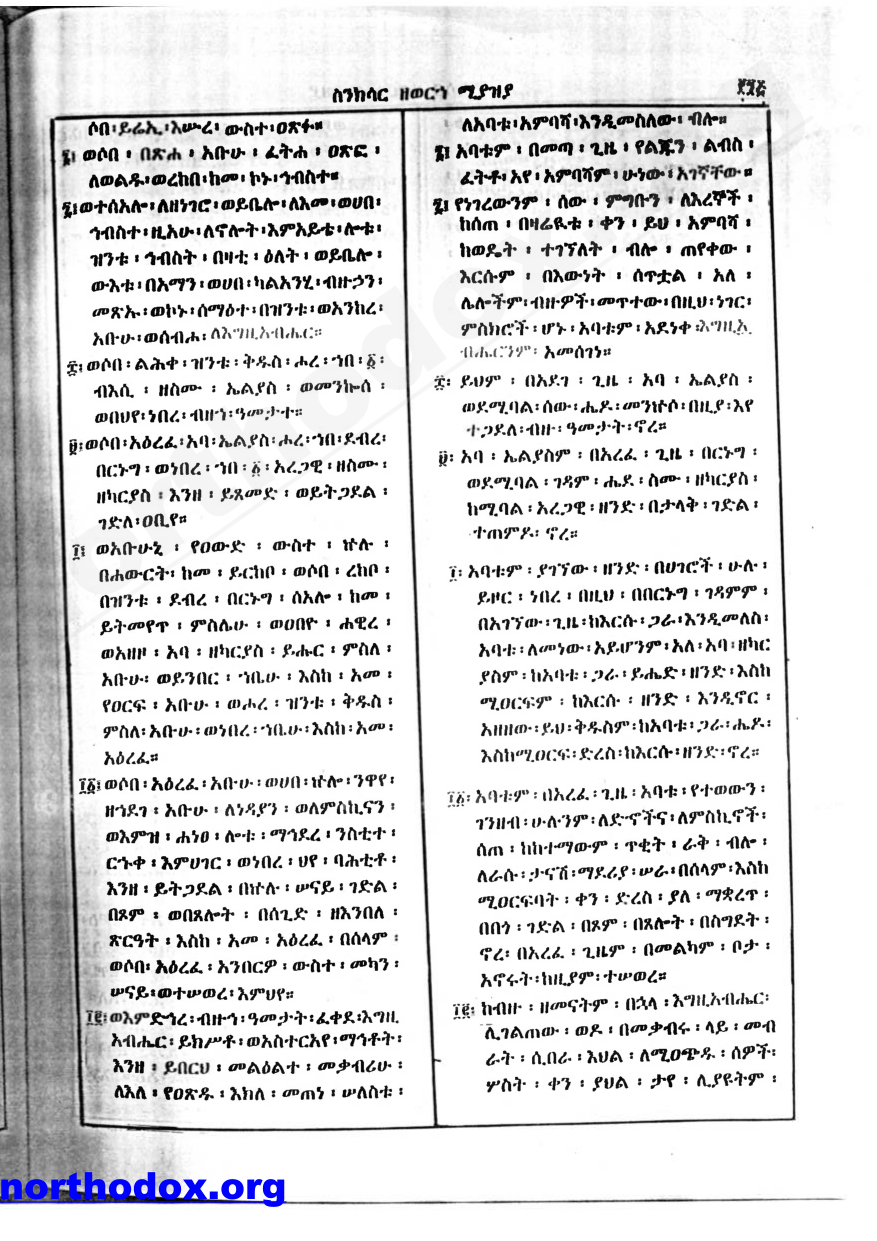 ስንክሳር ዘወርኀ ሚያዝያ
ሶበ፡ይሬኢ፡እሡረ፡ ውስተ፡ዐጽፉ።
፯፤ ወሶበ ፡ በጽሐ ፡ አቡሁ ፡ ፈትሐ ፡ ዐጽፎ ፡
ለወልዱ፡ወረከበ፡ከመ፡ ኮኑ፡ኅብስተ።
፯፤ወተሰአሎ፡ለዘነገሮ፡ወይቤሎ፡ለእመ፡ወሀበ፡
ኅብስተ፡ዚአሁ፡ለኖሎት፡እምአይቴ፡ሎቱ፡
ዝንቱ ፡ ኅብስት ፡ በዛቲ ፡ ዕለት ፡ ወይቤሎ፡
ውእቱ፡በአማን፡ወሀበ፡ካልአንሂ፡ብዙኃን፡
መጽኡ፡ወኮኑ፡ሰማዕተ፡በዝንቱ፡ወአንከረ፡
አቡሁ፡ወሰብሐ፡ለእግዚአብሔር።
፰፡ወሶበ፡ልሕቀ፡ዝንቱ፡ቅዱስ፡ሖረ፡ኀበ፡፩፡
ብእሲ ፡ ዘስሙ ፡ ኤልያስ ፡ ወመንኰሰ ፡
ወበህየ፡ነበረ፡ብዙኀ፡ዓመታተ።
፱፡ወሶበ፡አዕረፈ፡አባ፡ኤልያስ፡ሖረ፡ኀበ፡ደብረ፡
በርኑግ፡ወነበረ፡ኀበ፡፩፡አረጋዊ፡ዘስሙ፡
ዘካርያስ ፡ እንዘ ፡ ይጸመድ ፡ ወይትጋደል ፡
ገድለ፡ዐቢየ።
፲፤ ወአቡሁኒ ፡ የዐውድ ፡ ውስተ ፡ ኵሉ ፡
በሐውርት፡ከመ፡ይርከቦ፡ወሶበ፡ረከቦ፡
በዝንቱ ፡ ደብረ ፡ በርኑግ ፡ ሰአሎ ፡ ከመ ፡
ይትመየጥ ፡ ምስሌሁ ፡ ወዐበዮ ፡ ሐዊረ ፡
ወአዘዞ ፡ አባ ፡ ዘካርያስ ፡ ይሑር ፡ ምስለ ፡
አቡሁ፡ ወይንበር ፡ ኀቤሁ ፡ እስከ ፡ አመ ፡
የዐርፍ ፡ አቡሁ ፡ ወሖረ ፡ ዝንቱ ፡ ቅዱስ ፡
ምስለ፡አቡሁ፡ወነበረ፡ኀቤሁ፡እስከ፡አመ፡
አዕረፈ።
፲፩፤ወሶበ፡አዕረፈ፡አቡሁ፡ወሀበ፡ኵሎ፡ንዋየ፡
ዘኀደገ ፡ አቡሁ ፡ ለነዳያን ፡ ወለምስኪናን ፡
ወእምዝ ፡ ሐነፀ ፡ ሎቱ ፡ ማኅደረ ፡ ንስቲተ ፡
ርኁቀ ፡ እምሀገር ፡ ወነበረ ፡ ህየ ፡ ባሕቲቶ፡
እንዘ ፡ ይትጋደል ፡ በኵሉ ፡ ሠናይ ፡ ገድል ፡
በጾም ፡ ወበጸሎት ፡ በሰጊድ ፡ ዘእንበለ ፡
ጽርዓት ፡ እስከ ፡ አመ ፡ አዕረፈ ፡ በሰላም ፡
ወሶበ፡ አዕረፈ ፡ አንበርዎ ፡ ውስተ ፡ መካን ፡
ሠናይ፡ወተሠወረ፡እምህየ።
፲፪፡ወእምድኅረ፡ብዙኅ፡ዓመታት፡ፈቀደ፡እግዚ
አብሔር፡ይክሥቶ፡ወአስተርአየ፡ማኅቶት፡
እንዘ ፡ ይበርህ ፡ መልዕልተ ፡ መቃብሪሁ ፡
ለእለ ፡ የዐጽዱ ፡ እክለ ፡ መጠነ ፡ ሠለስቱ ፡
ለአባቱ፡አምባሻ፡እንዲመስለው፡ ብሎ።
፮፤ አባቱም ፡ በመጣ ፡ ጊዜ ፡ የልጁን ፡ ልብስ ፡
ፈትቶ፡አየ፡አምባሻም፡ሁነው፡አገኛቸው።
፯፤ የነገረውንም ፡ ሰው ፡ ምግቡን ፡ ለእረኞች ፡
ከሰጠ ፡ በዛሬዪቱ ፡ ቀን ፡ ይህ ፡ አምባሻ ፡
ከወዴት ፡ ተገኘለት ፡ ብሎ ፡ ጠየቀው ፡
እርሱም ፡ በእውነት ፡ ሰጥቷል ፡ አለ ፡
ሌሎችም፡ብዙዎች፡መጥተው፡በዚህ፡ነገር፡
ምስክሮች ፡ ሆኑ ፡ አባቱም ፡ አደነቀ ፡እግዚአ
ብሔርንም፡ አመሰገነ።
፰፡ ይህም ፡ በአደገ ፡ ጊዜ ፡ አባ ፡ ኤልያስ ፡
ወደሚባል፡ሰው፡ሔዶ፡መንኵሶ፡በዚያ፡እየ
ተጋደለ፡ብዙ፡ ዓመታት፡ኖረ።
፱፡ አባ ፡ ኤልያስም ፡ በአረፈ ፡ ጊዜ ፡ በርኑግ ፡
ወደሚባል ፡ ገዳም ፡ ሔደ ፡ ስሙ ፡ ዘካርያስ፡
ከሚባል ፡ አረጋዊ ፡ ዘንድ ፡ በታላቅ ፡ ገድል ፡
ተጠምዶ፡ ኖረ።
፲፡ አባቱም ፡ ያገኘው ፡ ዘንድ ፡ በሀገሮች ፡ ሁሉ ፡
ይዞር ፡ ነበረ ፡ በዚህ ፡ በበርኑግ ፡ ገዳምም ፡
በአገኘው፡ጊዜ፡ከእርሱ፡ጋራ፡እንዲመለስ፡
አባቱ፡ለመነው፡አይሆንም፡አለ፡አባ፡ዘካር
ያስም፡ከአባቱ፡ጋራ፡ይሔድ፡ዘንድ፡እስከ
ሚዐርፍም ፡ ከእርሱ ፡ ዘንድ ፡ እንዲኖር ፡
አዘዘው፡ይህ፡ቅዱስም፡ከአባቱ፡ጋራ፡ሔዶ፡
እስከሚዐርፍ፡ድረስ፡ከእርሱ፡ዘንድ፡ኖረ።
፲፩፡አባቱም ፡ በአረፈ ፡ ጊዜ ፡ አባቱ ፡ የተወውን ፡
ገንዘብ፡ሁሉንም፡ለድኆችና፡ለምስኪኖች፡
ሰጠ ፡ ከከተማውም ፡ ጥቂት ፡ ራቅ ፡ ብሎ ፡
ለራሱ፡ታናሽ፡ማደሪያ፡ሠራ፡በሰላም፡እስከ
ሚዐርፍባት ፡ ቀን ፡ ድረስ ፡ ያለ ፡ ማቋረጥ ፡
በበጎ ፡ ገድል ፡ በጾም ፡ በጸሎት ፡ በስግደት ፡
ኖረ፡ በአረፈ ፡ ጊዜም ፡ በመልካም ፡ ቦታ ፡
አኖሩት፡ከዚያም፡ተሠወረ።
፲፪፡ ከብዙ ፡ ዘመናትም ፡ በኋላ ፡ እግዚአብሔር፡
ሊገልጠው ፡ ወዶ ፡ በመቃብሩ ፡ ላይ ፡ መብ
ራት ፡ ሲበራ ፡ እህል ፡ ለሚዐጭዱ ፡ ሰዎች፡
ሦስት ፡ ቀን ፡ ያህል ፡ ታየ ፡ ሊያዩትም ፡
northodox.org